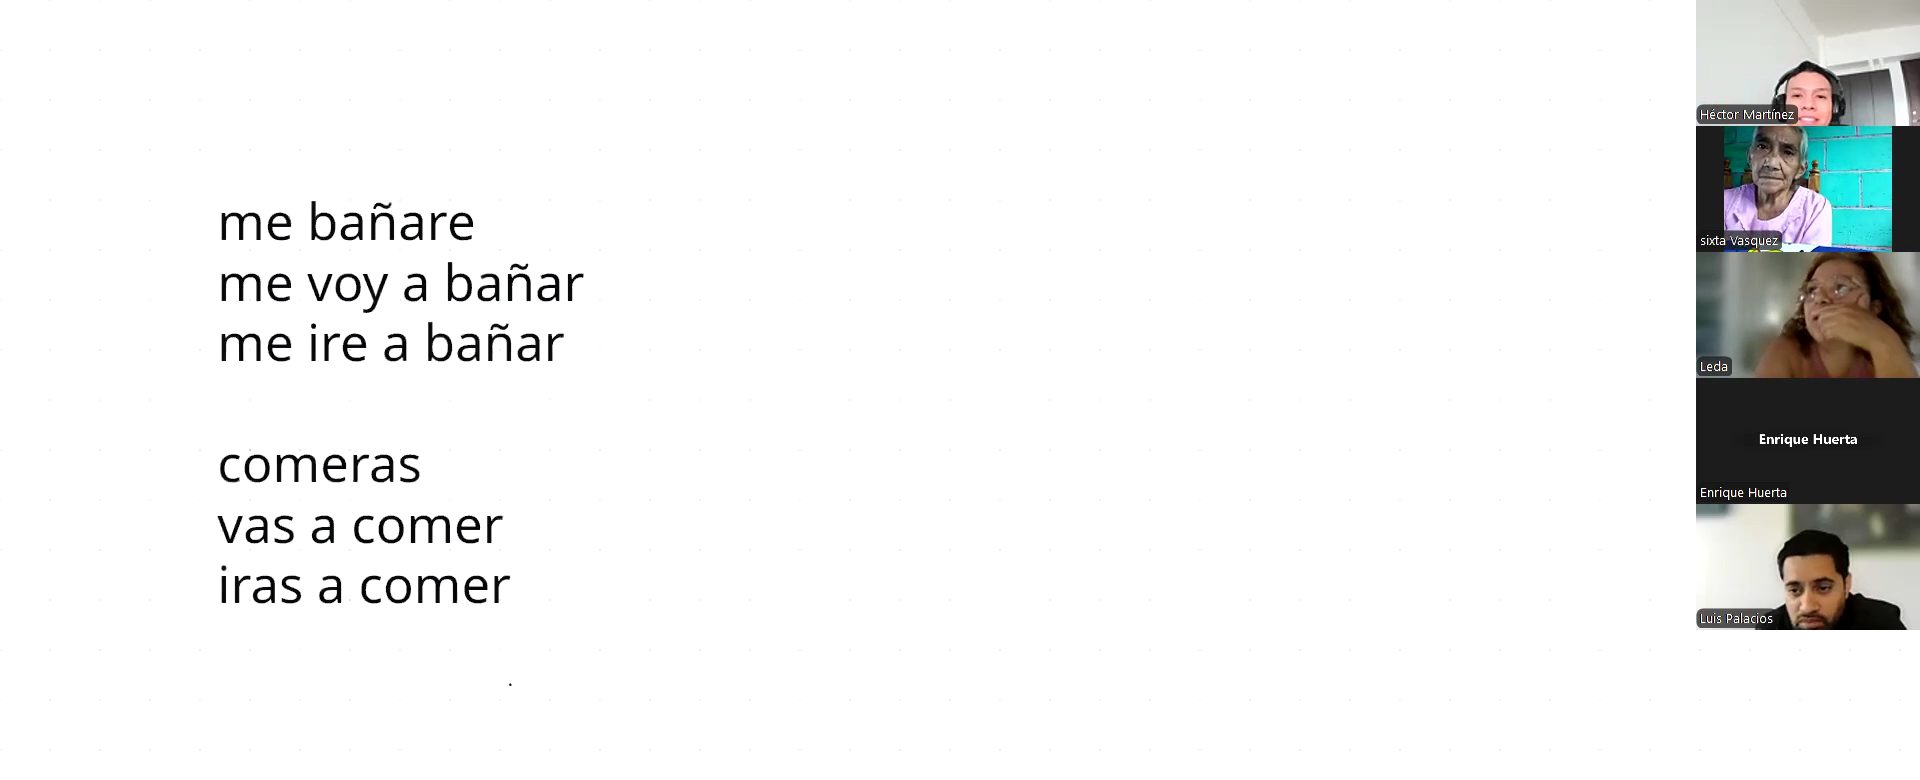 me bañare
me voy a bañar
me ire a bañar
comeras
vas a comer
iras a comer
.
Héctor Martínez
sixta Vasquez
Leda
Enrique Huerta
Enrique Huerta
Luis Palacios